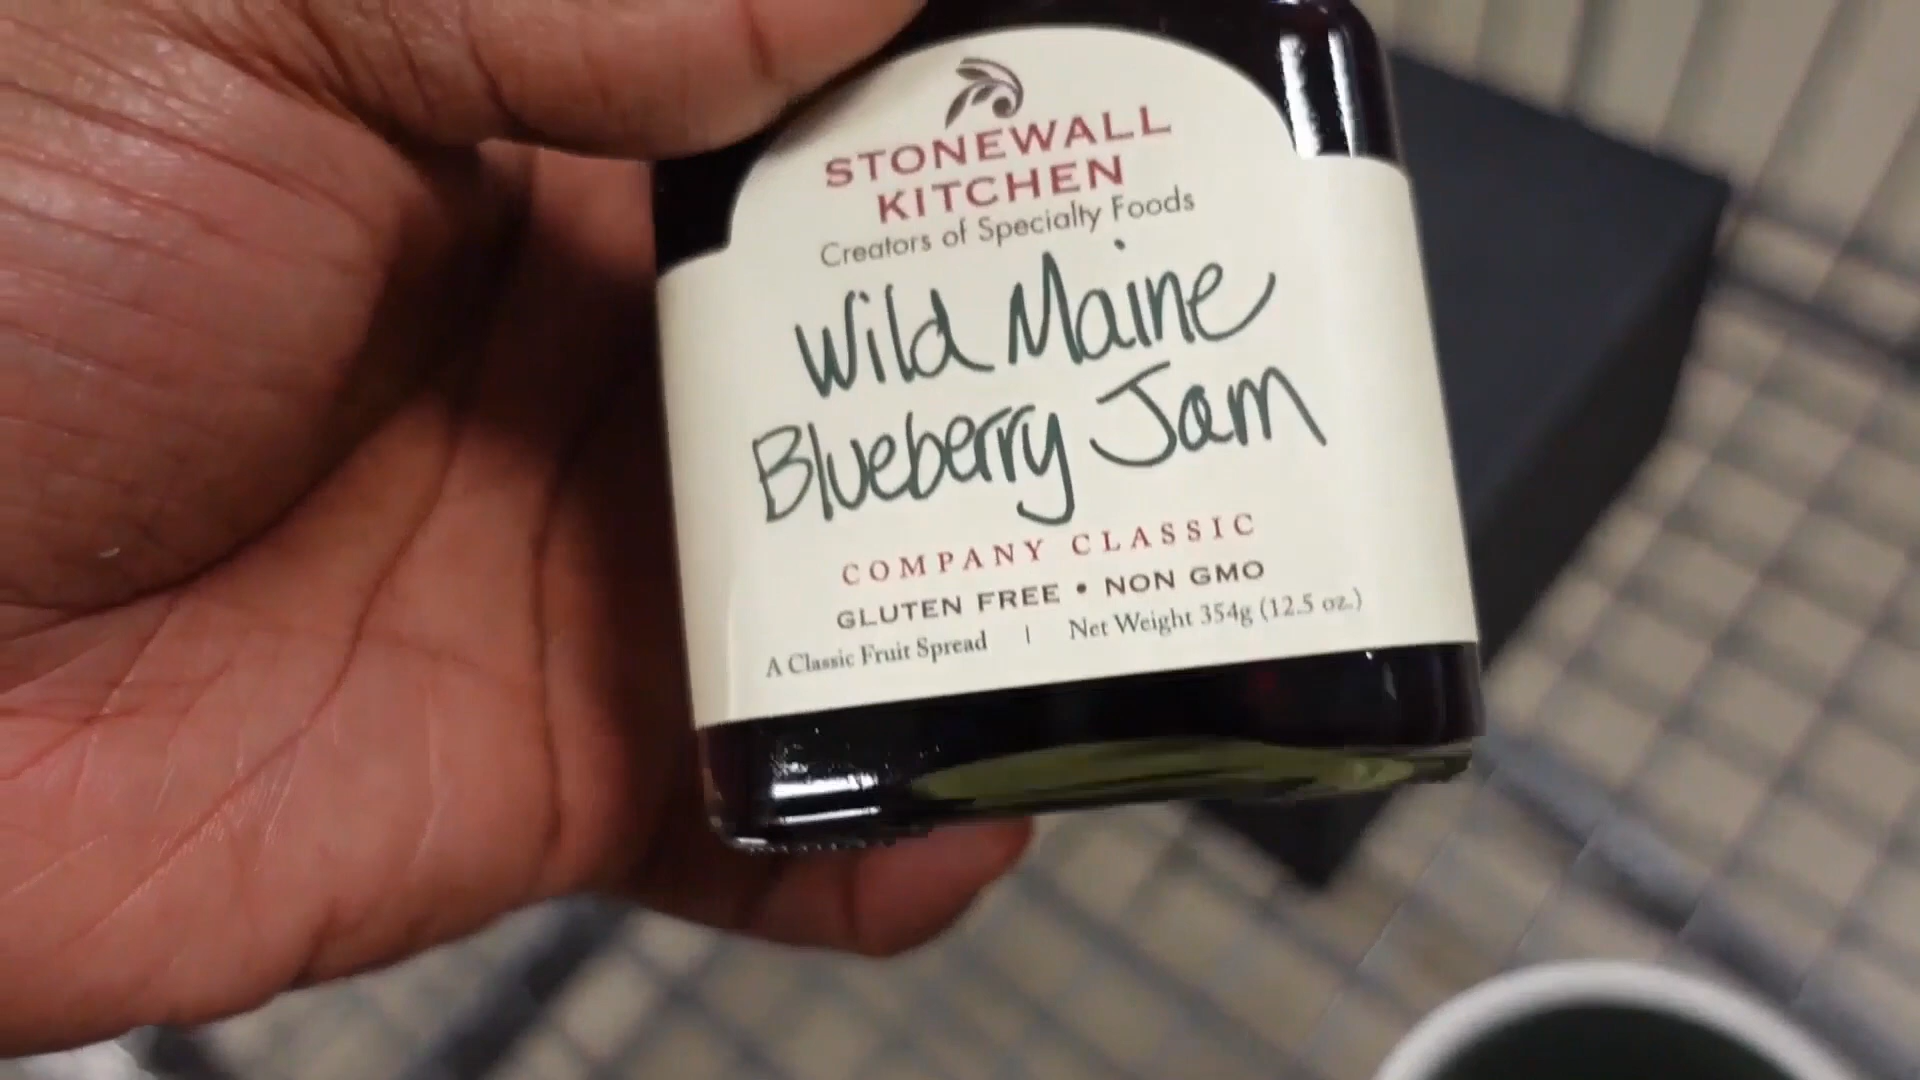 STONEWALL
KITCHEN
Creators of Specialty Foods
Wild Maine
Blueberry Jam
COMPANY CLASSIC
GLUTEN FREE • NON GMO
A Classic Fruit Spread | Net Weight 354g (12.5 oz.)